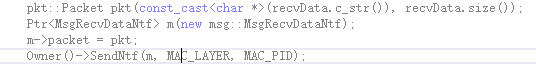 pkt::Packet pkt(const_cast<char *>(recvData.c_str()), recvData.size());
Ptr<MsgRecvDataNtf> m(new msg::MsgRecvDataNtf);
m->packet = pkt;
Owner()->SendNtf(m, MAC_LAYER, MAC_PID);